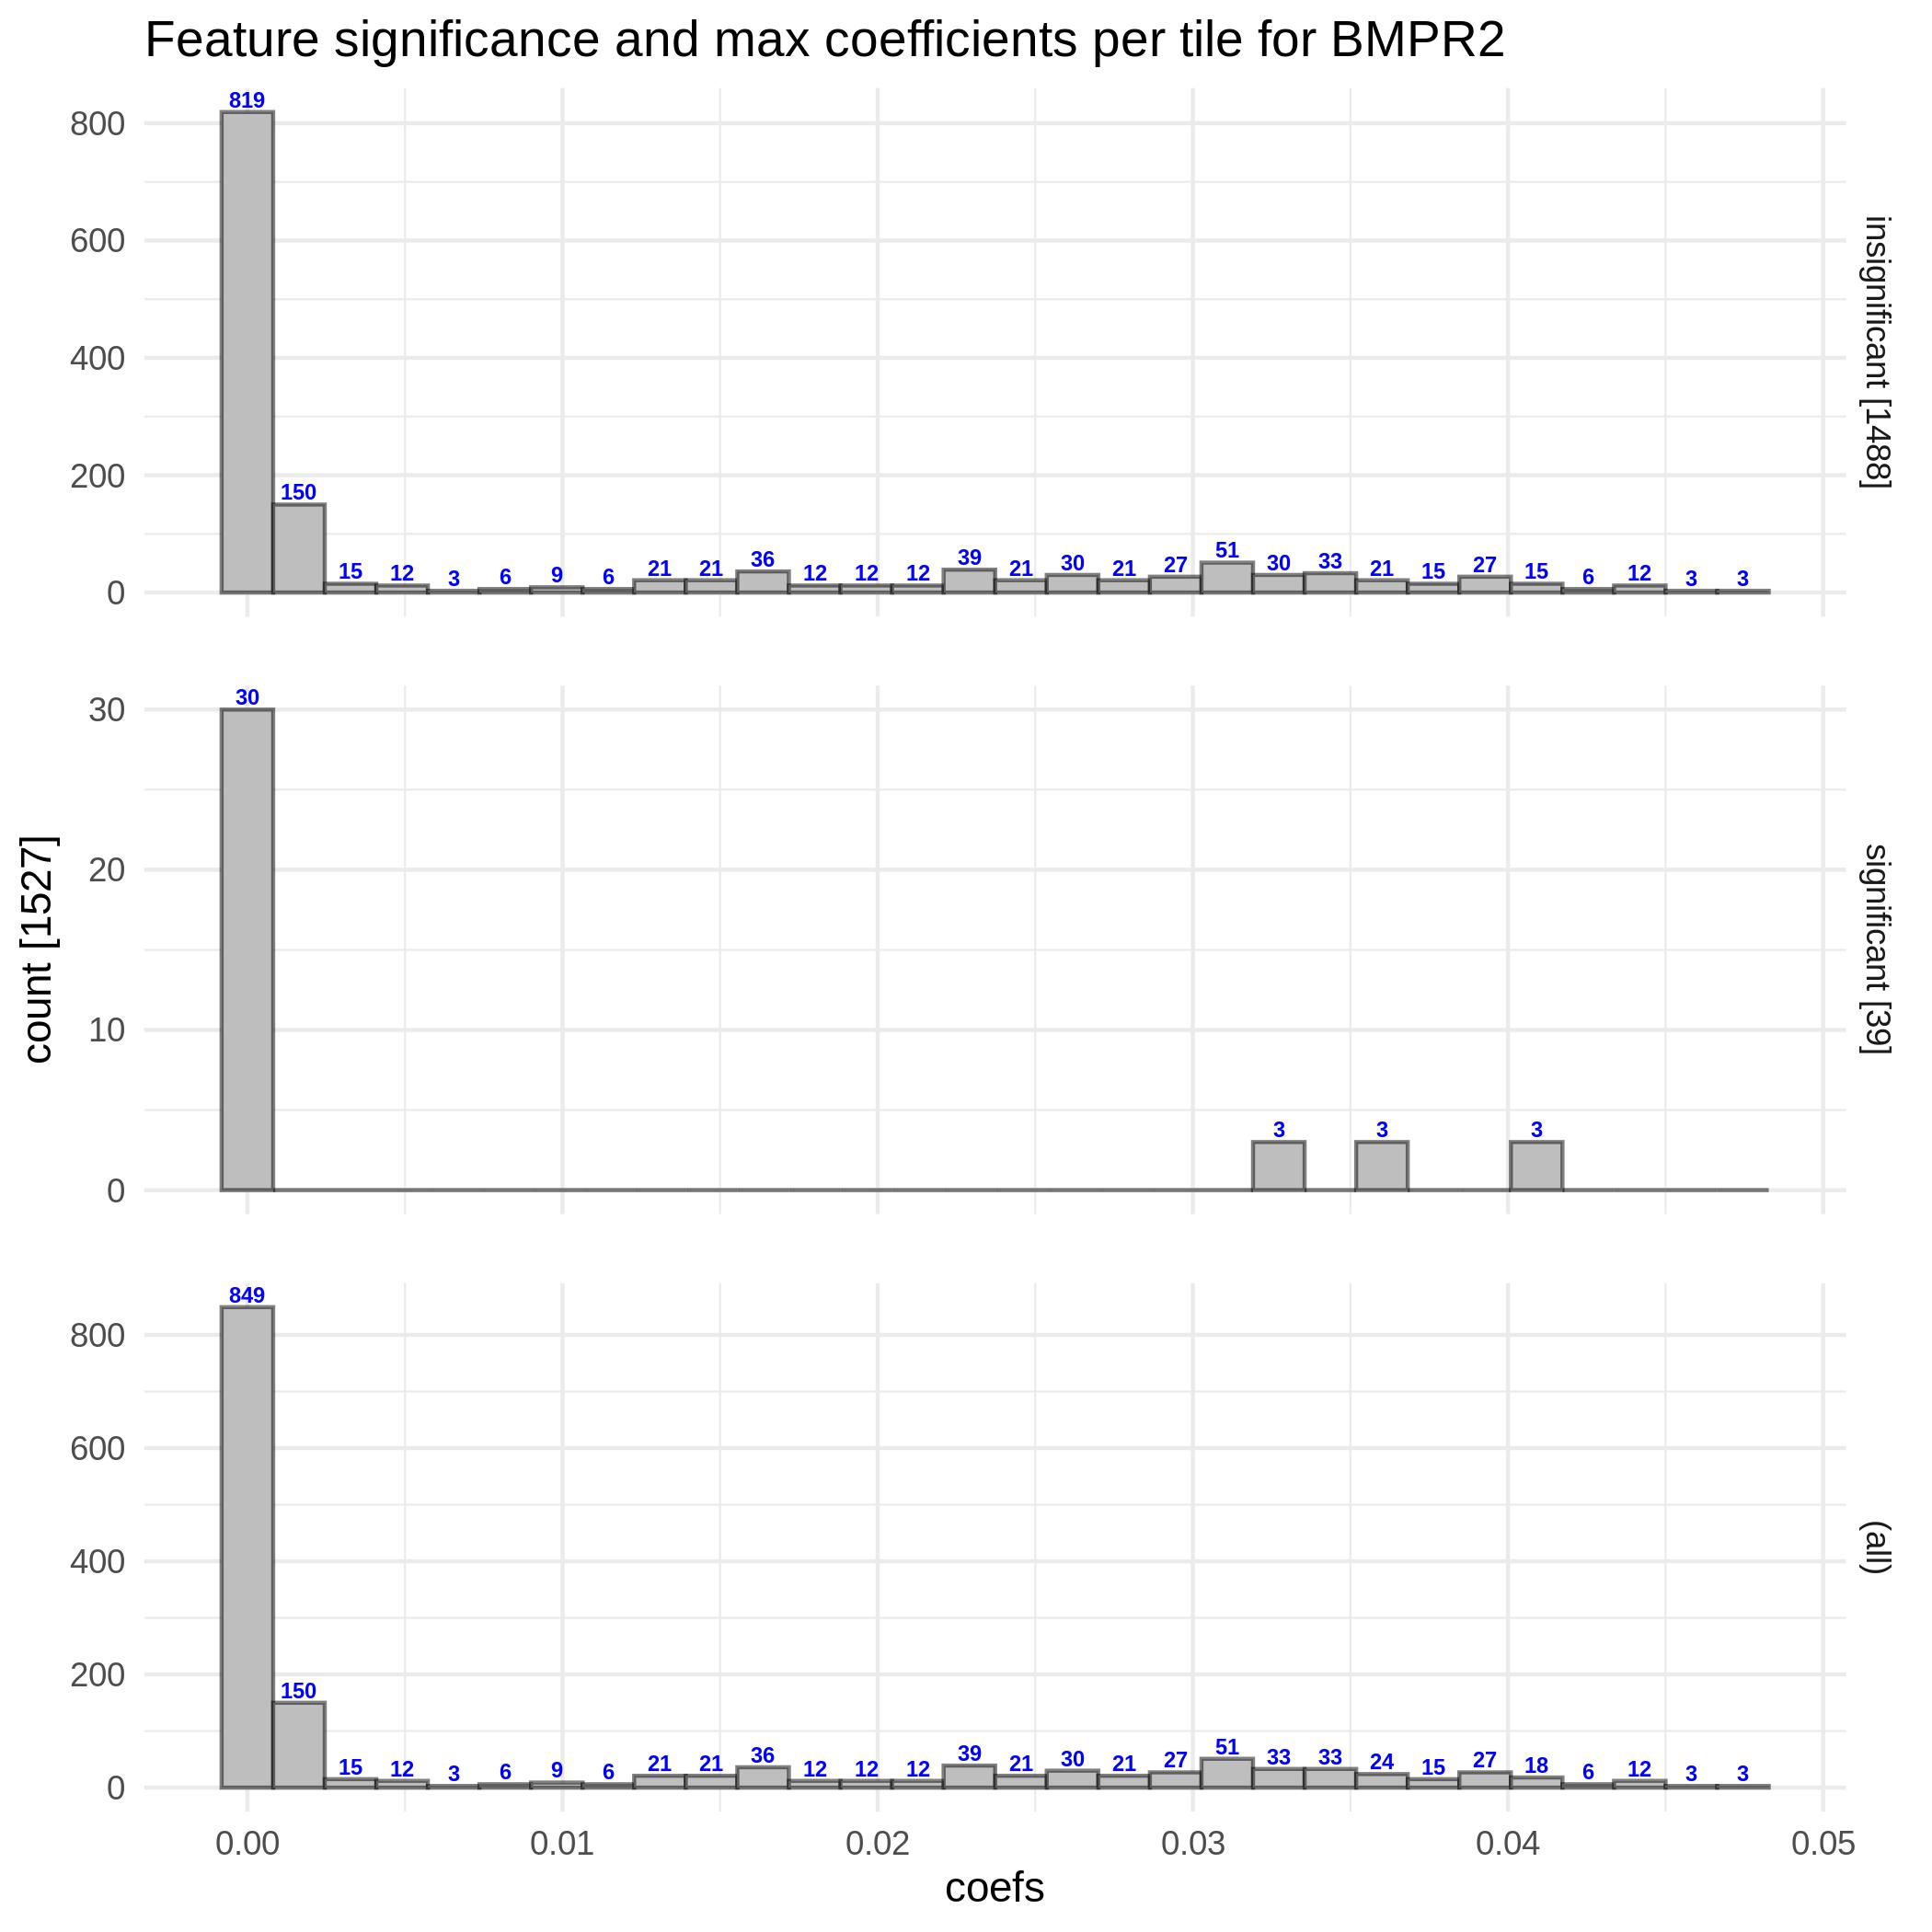 Feature significance and max coefficients per tile for BMPR2
819
800
600
400
200
0
150
15 12 3 6 9 6 21 21 36 12 12 12 39 21 30 21 27 51 30 33 21 15 27 15 6 12 3 3
insignificant [1488]
30
30
20
10
0
3 3 3
significant [39]
count [1527]
849
800
600
400
200
0
150
15 12 3 6 9 6 21 21 36 12 12 12 39 21 30 21 27 51 33 33 24 15 27 18 6 12 3 3
(all)
0.00 0.01 0.02 0.03 0.04 0.05
coefs